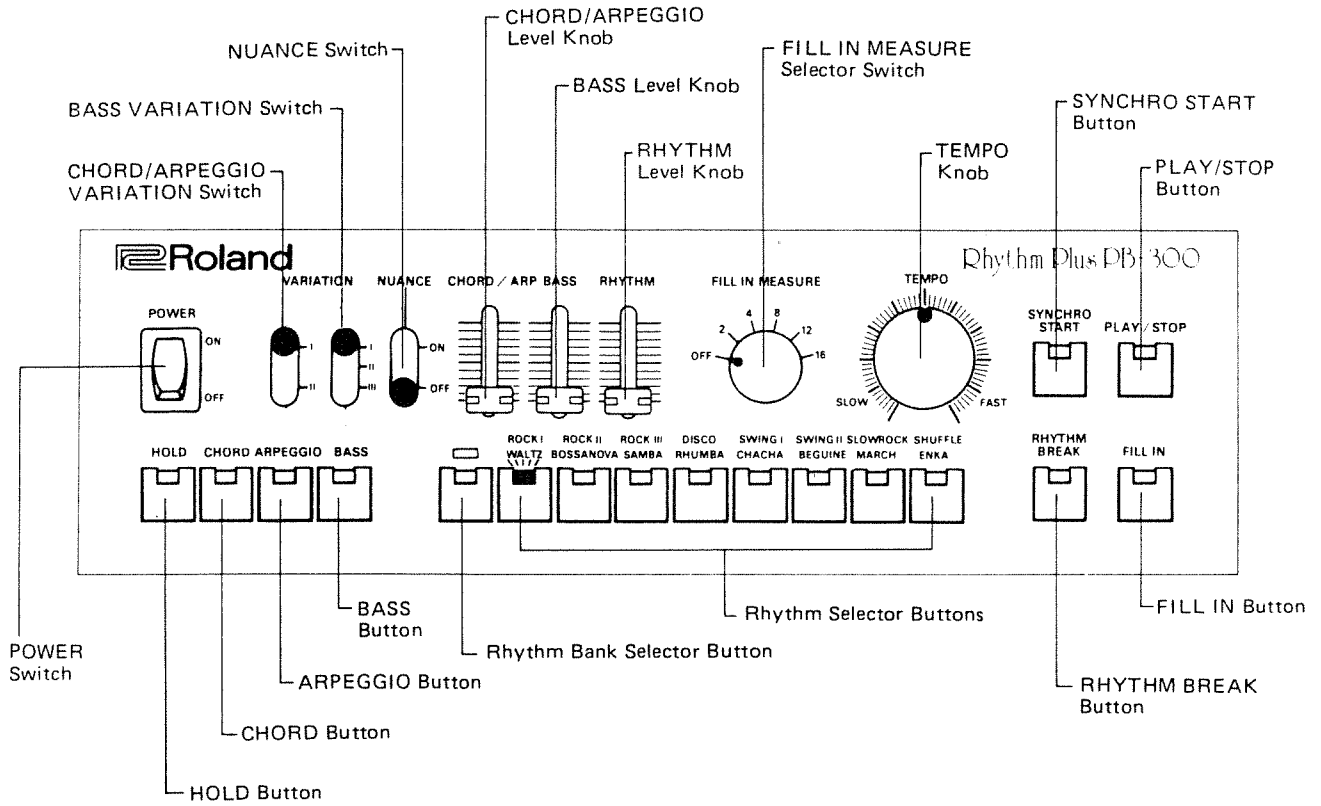 CHORD/ARPEGGIO
Level Knob
NUANCE Switch
FILL IN MEASURE
Selector Switch
BASS Level Knob
BASS VARIATION Switch
SYNCHRO START
Button
CHORD/ARPEGGIO
VARIATION Switch
RHYTHM
Level Knob
TEMPO
Knob
PLAY/STOP
Button
Roland
Rhythm Plus PB-300
VARIATION
NUANCE
CHORD / ARP BASS
RHYTHM
FILL IN MEASURE
TEMPO
POWER
ON
OFF
I
II
I
II
III
ON
OFF
OFF
2
4
8
12
16
SLOW
FAST
SYNCHRO
START
PLAY / STOP
HOLD
CHORD
ARPEGGIO
BASS
ROCK I
WALTZ
ROCK II
BOSSANOVA
ROCK III
SAMBA
DISCO
RHUMBA
SWING I
CHACHA
SWING II
BEGUINE
SLOWROCK
MARCH
SHUFFLE
ENKA
RHYTHM
BREAK
FILL IN
BASS
Button
Rhythm Selector Buttons
FILL IN Button
POWER
Switch
Rhythm Bank Selector Button
ARPEGGIO Button
RHYTHM BREAK
Button
CHORD Button
HOLD Button